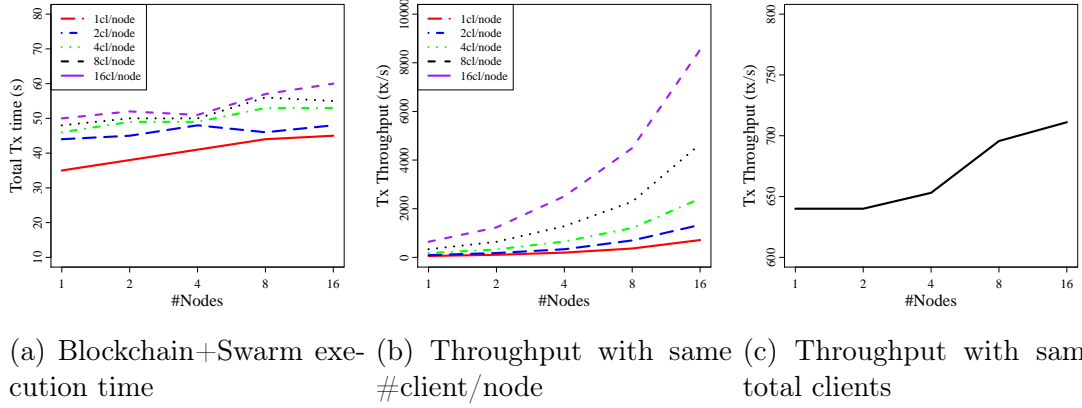 80
70
60
50
40
30
20
10
Total Tx time (s)
1cl/node
2cl/node
4cl/node
8cl/node
16cl/node
1 2 4 8 16
#Nodes
10000
8000
6000
4000
2000
0
Tx Throughput (tx/s)
1cl/node
2cl/node
4cl/node
8cl/node
16cl/node
1 2 4 8 16
#Nodes
800
750
700
650
600
Tx Throughput (tx/s)
1 2 4 8 16
#Nodes
(a) Blockchain+Swarm exe-
cution time
(b) Throughput with same
#client/node
(c) Throughput with sam
total clients